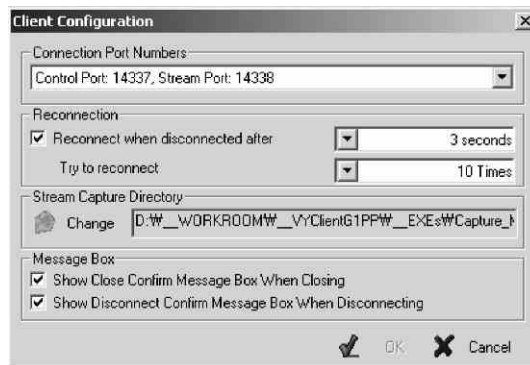 Client Configuration
Connection Port Numbers
Control Port: 14337, Stream Port: 14338
Reconnection
Reconnect when disconnected after 3 seconds
Try to reconnect 10 Times
Stream Capture Directory
Change D:₩__WORKROOM₩__VYClientG1PP₩__EXEs₩Capture_
Message Box
Show Close Confirm Message Box When Closing
Show Disconnect Confirm Message Box When Disconnecting
OK Cancel